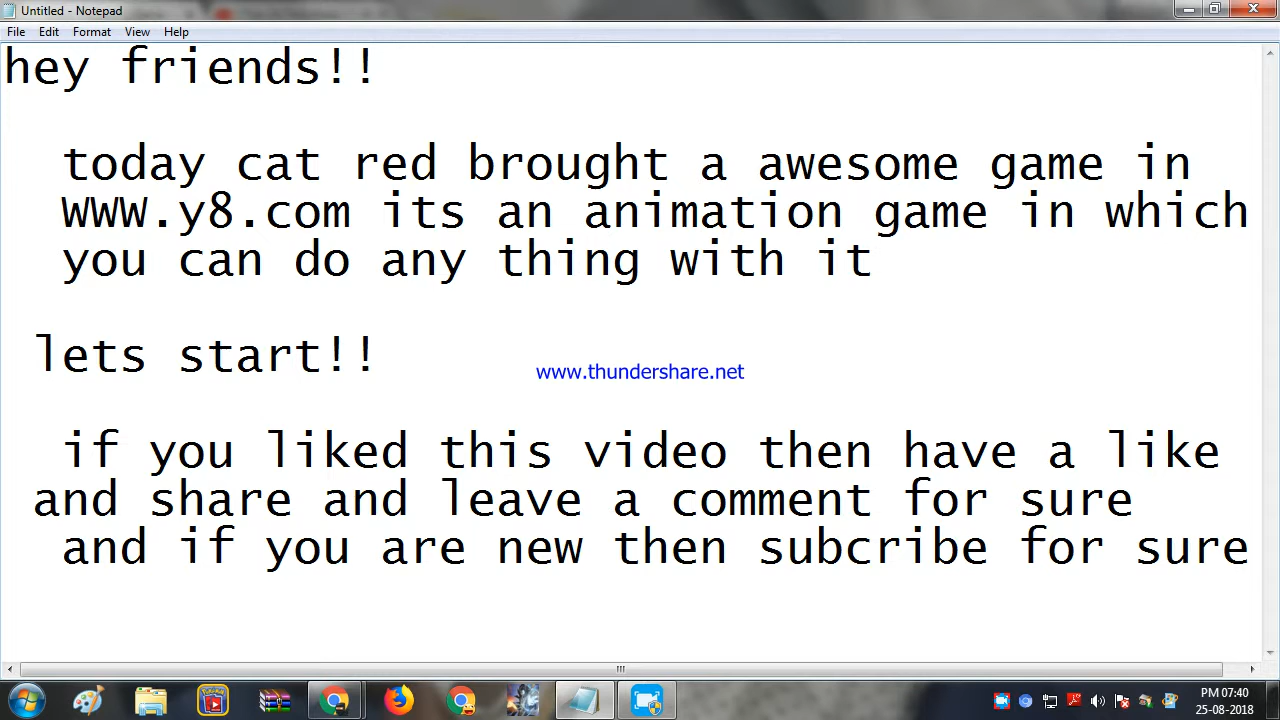 Untitled - Notepad
File Edit Format View Help
hey friends!!
today cat red brought a awesome game in
WWW.y8.com its an animation game in which
you can do any thing with it
lets start!!
www.thundershare.net
if you liked this video then have a like
and share and leave a comment for sure
and if you are new then subcribe for sure
PM 07:40
25-08-2018